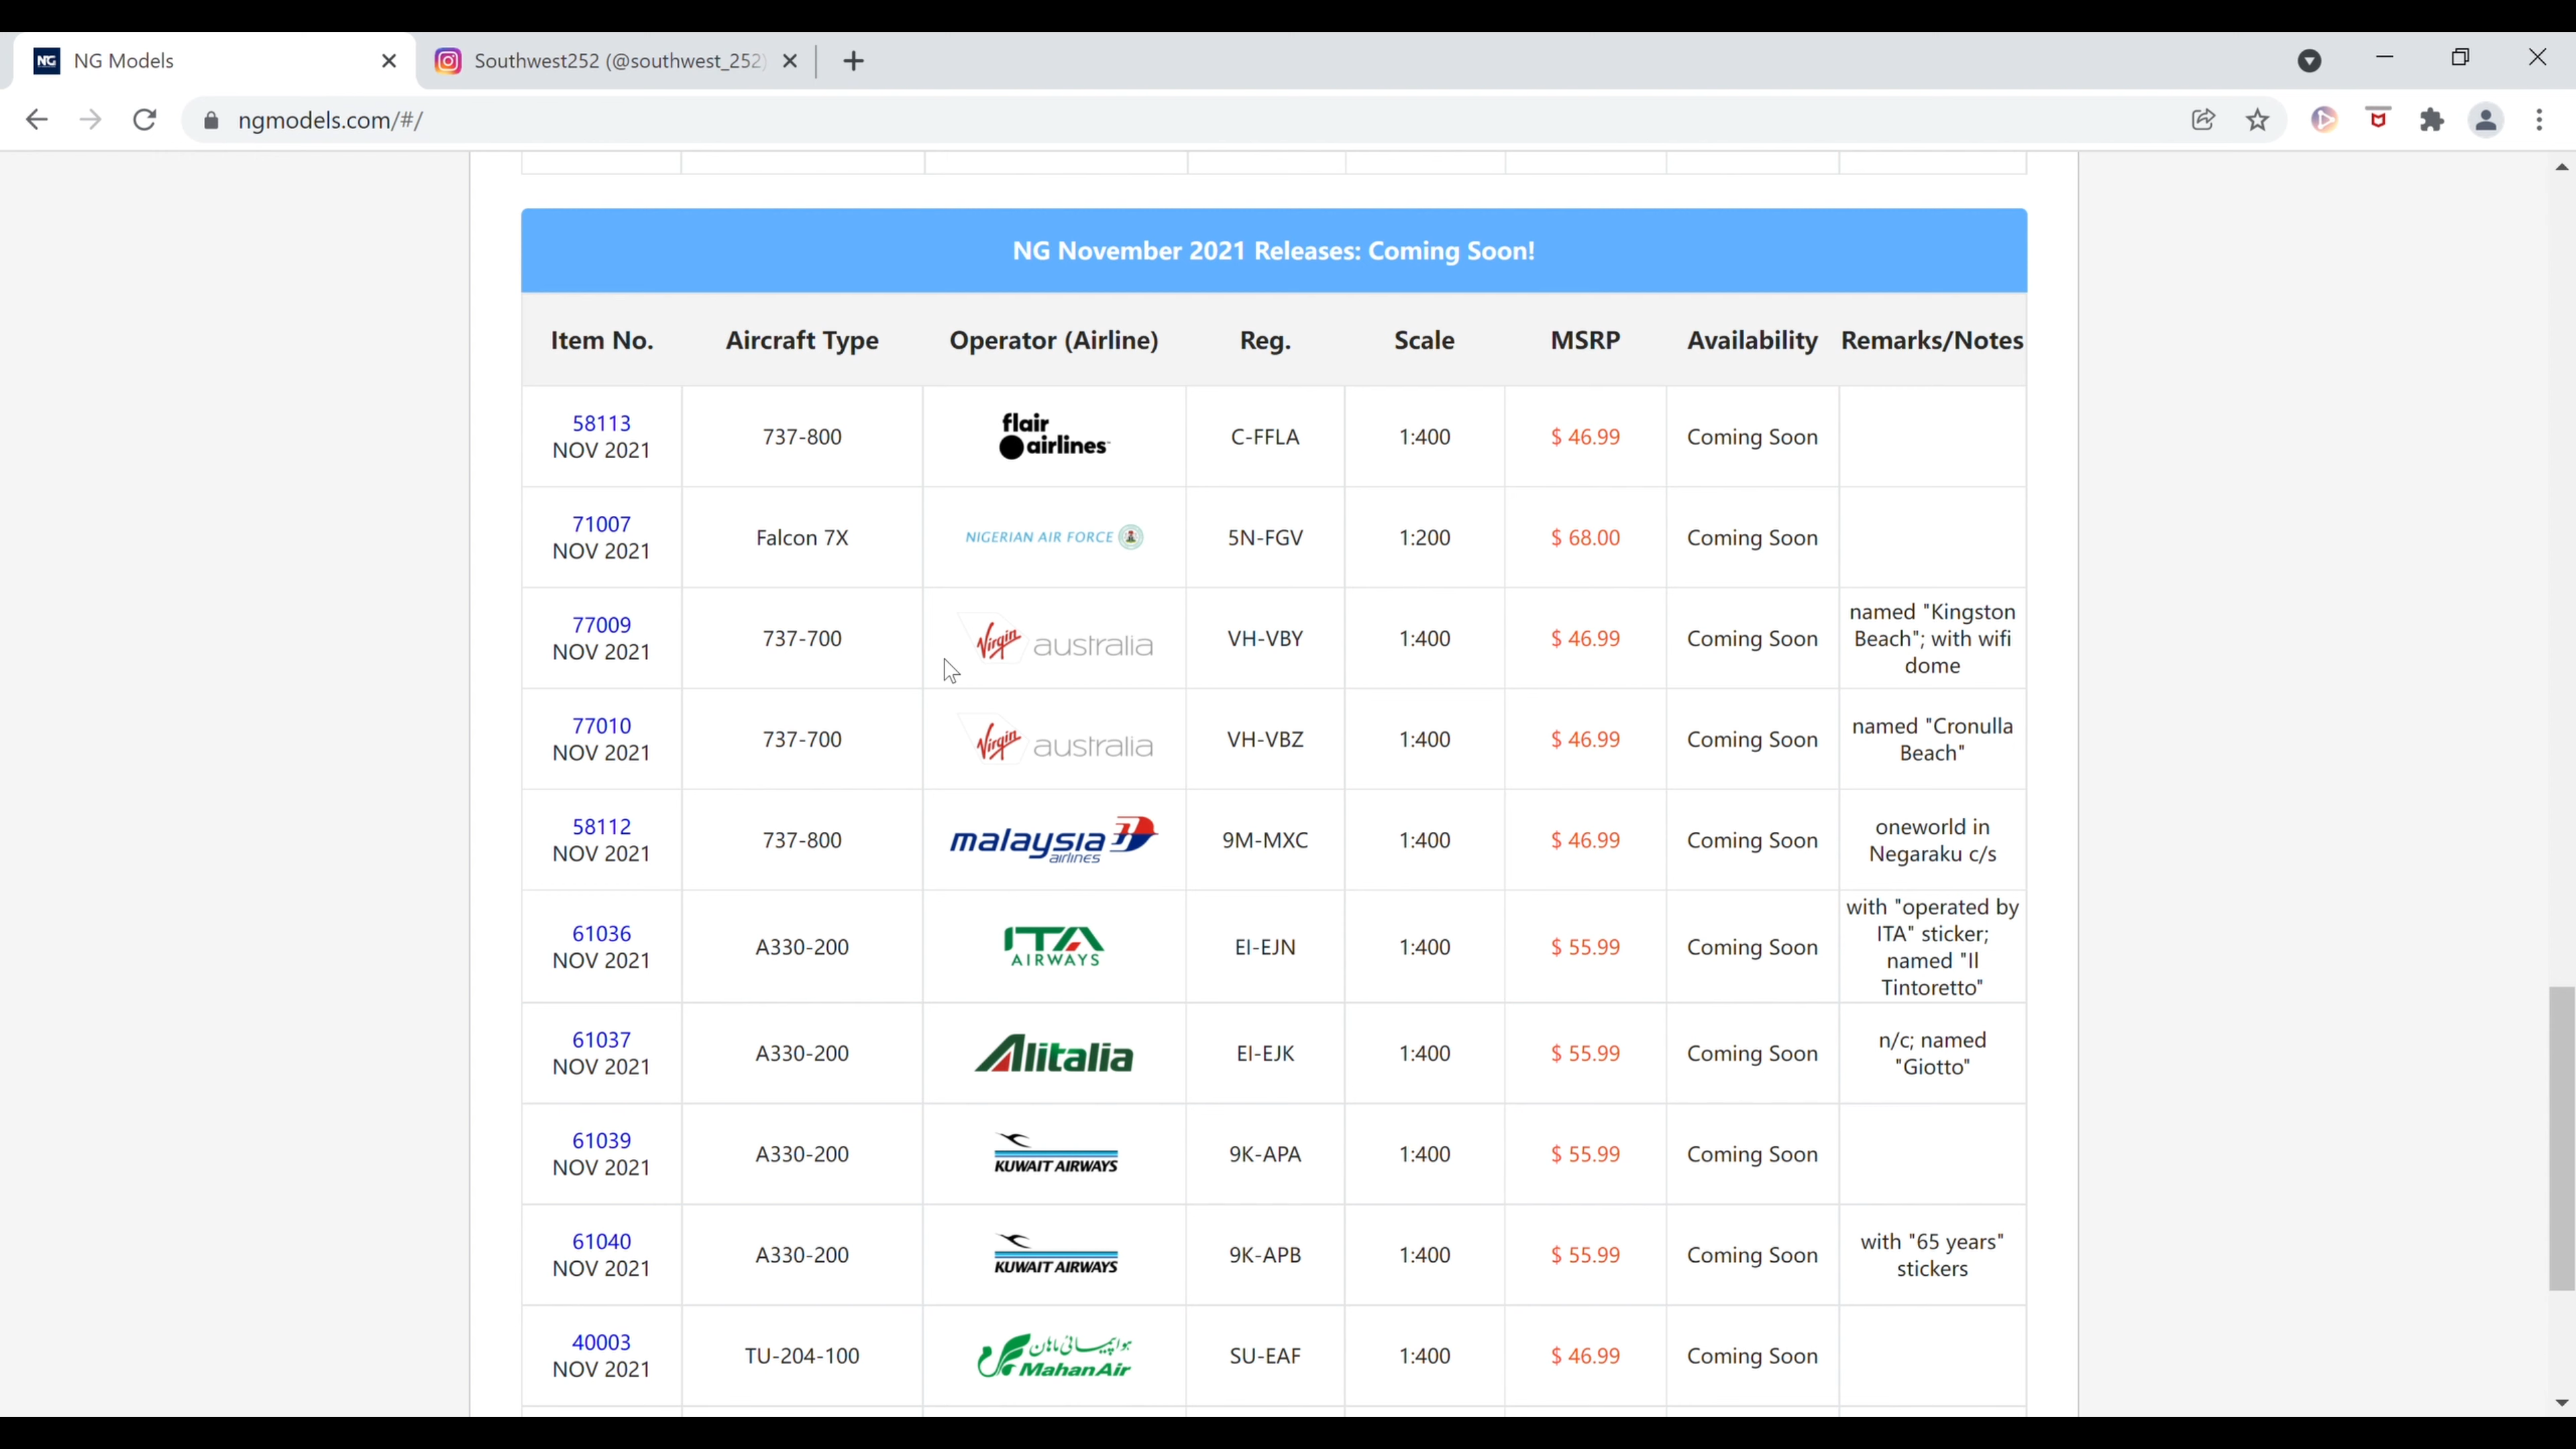 NG Models
Southwest252 (@southwest_252)
ngmodels.com/#/
NG November 2021 Releases: Coming Soon!
Item No. Aircraft Type Operator (Airline) Reg. Scale MSRP Availability Remarks/Notes
58113 NOV 2021 737-800 flair airlines C-FFLA 1:400 $ 46.99 Coming Soon
71007 NOV 2021 Falcon 7X NIGERIAN AIR FORCE 5N-FGV 1:200 $ 68.00 Coming Soon
77009 NOV 2021 737-700 Virgin australia VH-VBY 1:400 $ 46.99 Coming Soon named "Kingston Beach"; with wifi dome
77010 NOV 2021 737-700 Virgin australia VH-VBZ 1:400 $ 46.99 Coming Soon named "Cronulla Beach"
58112 NOV 2021 737-800 malaysia airlines 9M-MXC 1:400 $ 46.99 Coming Soon oneworld in Negaraku c/s
61036 NOV 2021 A330-200 ITA AIRWAYS EI-EJN 1:400 $ 55.99 Coming Soon with "operated by ITA" sticker; named "Il Tintoretto"
61037 NOV 2021 A330-200 Alitalia EI-EJK 1:400 $ 55.99 Coming Soon n/c; named "Giotto"
61039 NOV 2021 A330-200 KUWAIT AIRWAYS 9K-APA 1:400 $ 55.99 Coming Soon
61040 NOV 2021 A330-200 KUWAIT AIRWAYS 9K-APB 1:400 $ 55.99 Coming Soon with "65 years" stickers
40003 NOV 2021 TU-204-100 هواپیمائی ماهان Mahan Air SU-EAF 1:400 $ 46.99 Coming Soon